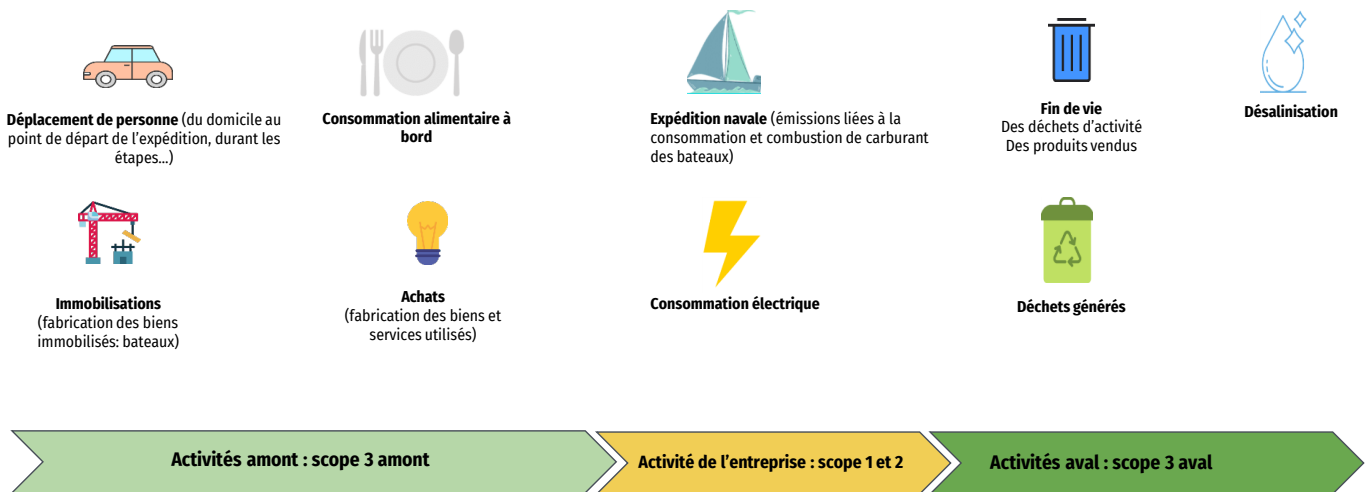 Déplacement de personne (du domicile au
point de départ de l'expédition, durant les
étapes...)
Consommation alimentaire à
bord
Expédition navale (émissions liées à la
consommation et combustion de carburant
des bateaux)
Fin de vie
Des déchets d'activité
Des produits vendus
Désalinisation
Immobilisations
(fabrication des biens
immobilisés: bateaux)
Achats
(fabrication des biens et
services utilisés)
Consommation électrique
Déchets générés
Activités amont : scope 3 amont
Activité de l'entreprise : scope 1 et 2
Activités aval : scope 3 aval